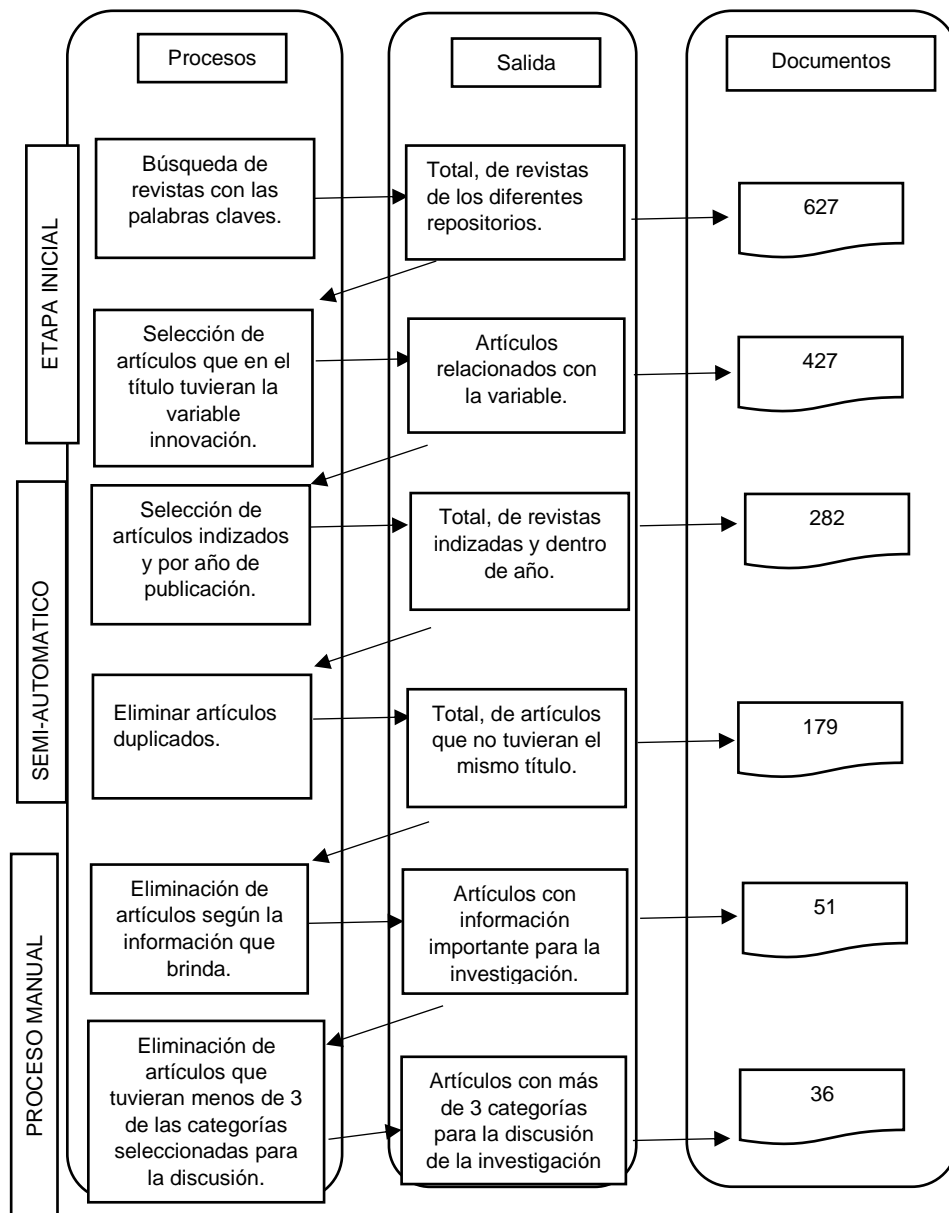 Procesos
Salida
Documentos
ETAPA INICIAL
Búsqueda de
revistas con las
palabras claves.
Total, de revistas
de los diferentes
repositorios.
627
Selección de
artículos que en el
título tuvieran la
variable
innovación.
Artículos
relacionados con
la variable.
427
SEMI-AUTOMATICO
Selección de
artículos indizados
y por año de
publicación.
Total, de revistas
indizadas y dentro
de año.
282
Eliminar artículos
duplicados.
Total, de artículos
que no tuvieran el
mismo título.
179
PROCESO MANUAL
Eliminación de
artículos según la
información que
brinda.
Artículos con
información
importante para la
investigación.
51
Eliminación de
artículos que
tuvieran menos de 3
de las categorías
seleccionadas para
la discusión.
Artículos con más
de 3 categorías
para la discusión
de la investigación
36